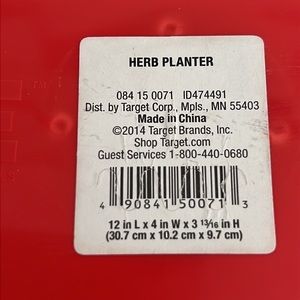 HERB PLANTER
084 15 0071 ID474491
Dist. by Target Corp., Mpls., MN 55403
Made in China
©2014 Target Brands, Inc.
Shop Target.com
Guest Services 1-800-440-0680
4 90841 50071 3
12 in L x 4 in W x 3 13/16 in H
(30.7 cm x 10.2 cm x 9.7 cm)